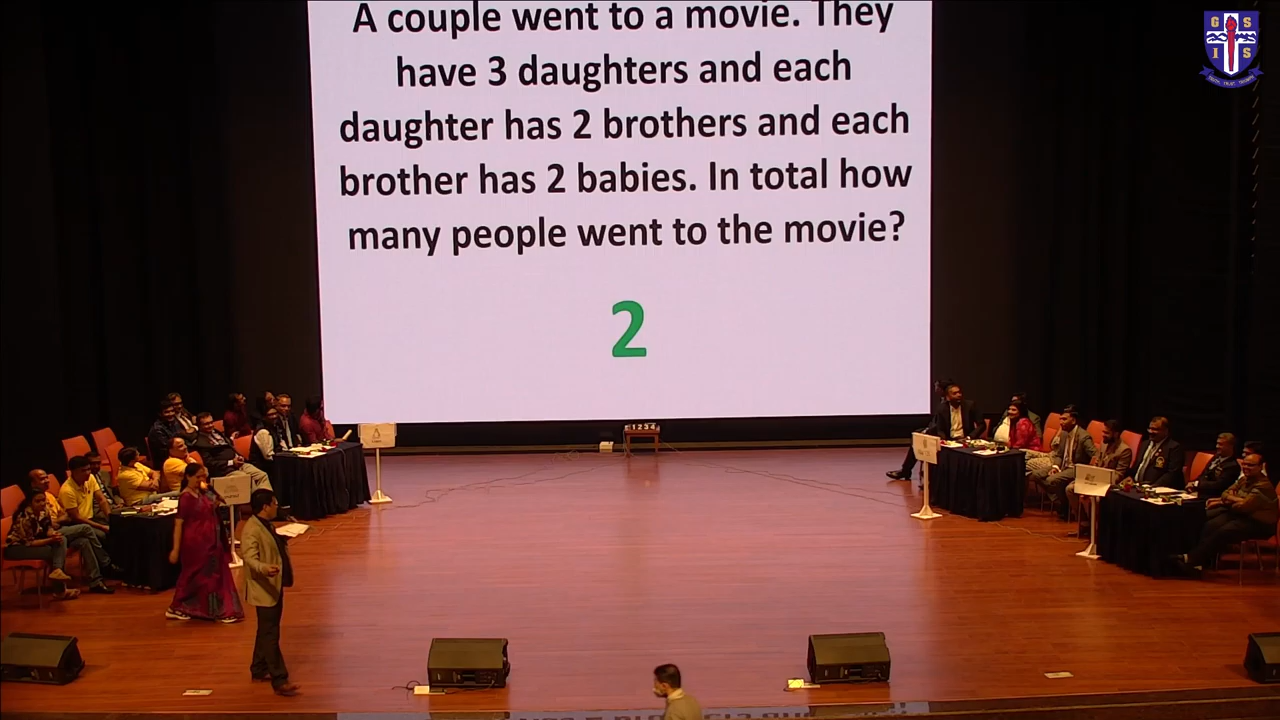 A couple went to a movie. They
have 3 daughters and each
daughter has 2 brothers and each
brother has 2 babies. In total how
many people went to the movie?
2
1234
G S
I S